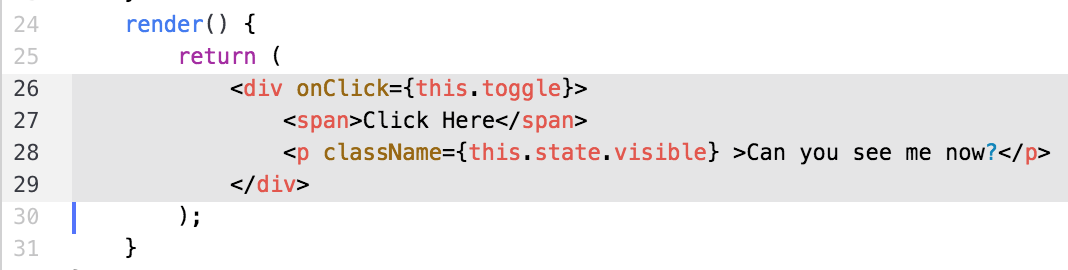 24 render() {
25 return (
26 <div onClick={this.toggle}>
27 <span>Click Here</span>
28 <p className={this.state.visible} >Can you see me now?</p>
29 </div>
30 );
31 }